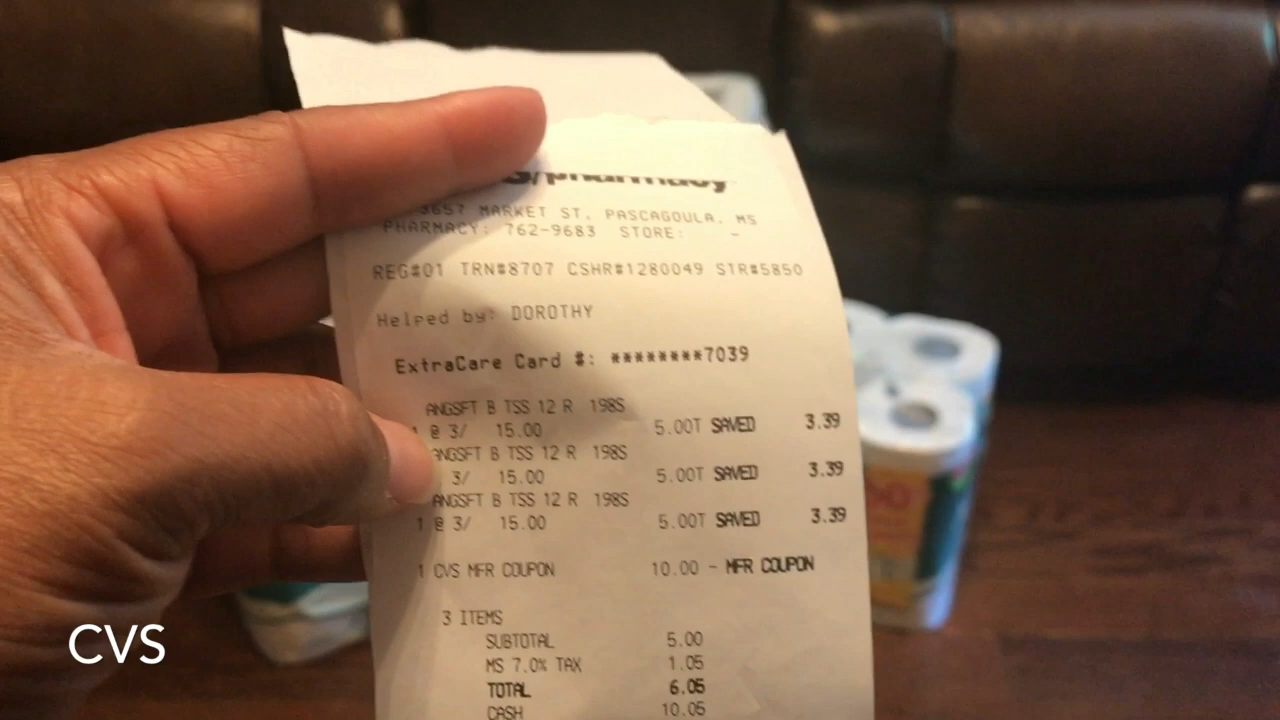 /pharmacy
3657 MARKET ST. PASCAGOULA, MS
PHARMACY: 762-9683 STORE: -
REG#01 TRN#8707 CSHR#1280049 STR#5850
Helped by: DOROTHY
ExtraCare Card #: ********7039
ANGSFT B TSS 12 R 198S
1 @ 3/ 15.00 5.00T SAVED 3.39
ANGSFT B TSS 12 R 198S
3/ 15.00 5.00T SAVED 3.39
ANGSFT B TSS 12 R 198S
1 @ 3/ 15.00 5.00T SAVED 3.39
1 CVS MFR COUPON 10.00 - MFR COUPON
3 ITEMS
SUBTOTAL 5.00
MS 7.0% TAX 1.05
TOTAL 6.05
CASH 10.05
CVS